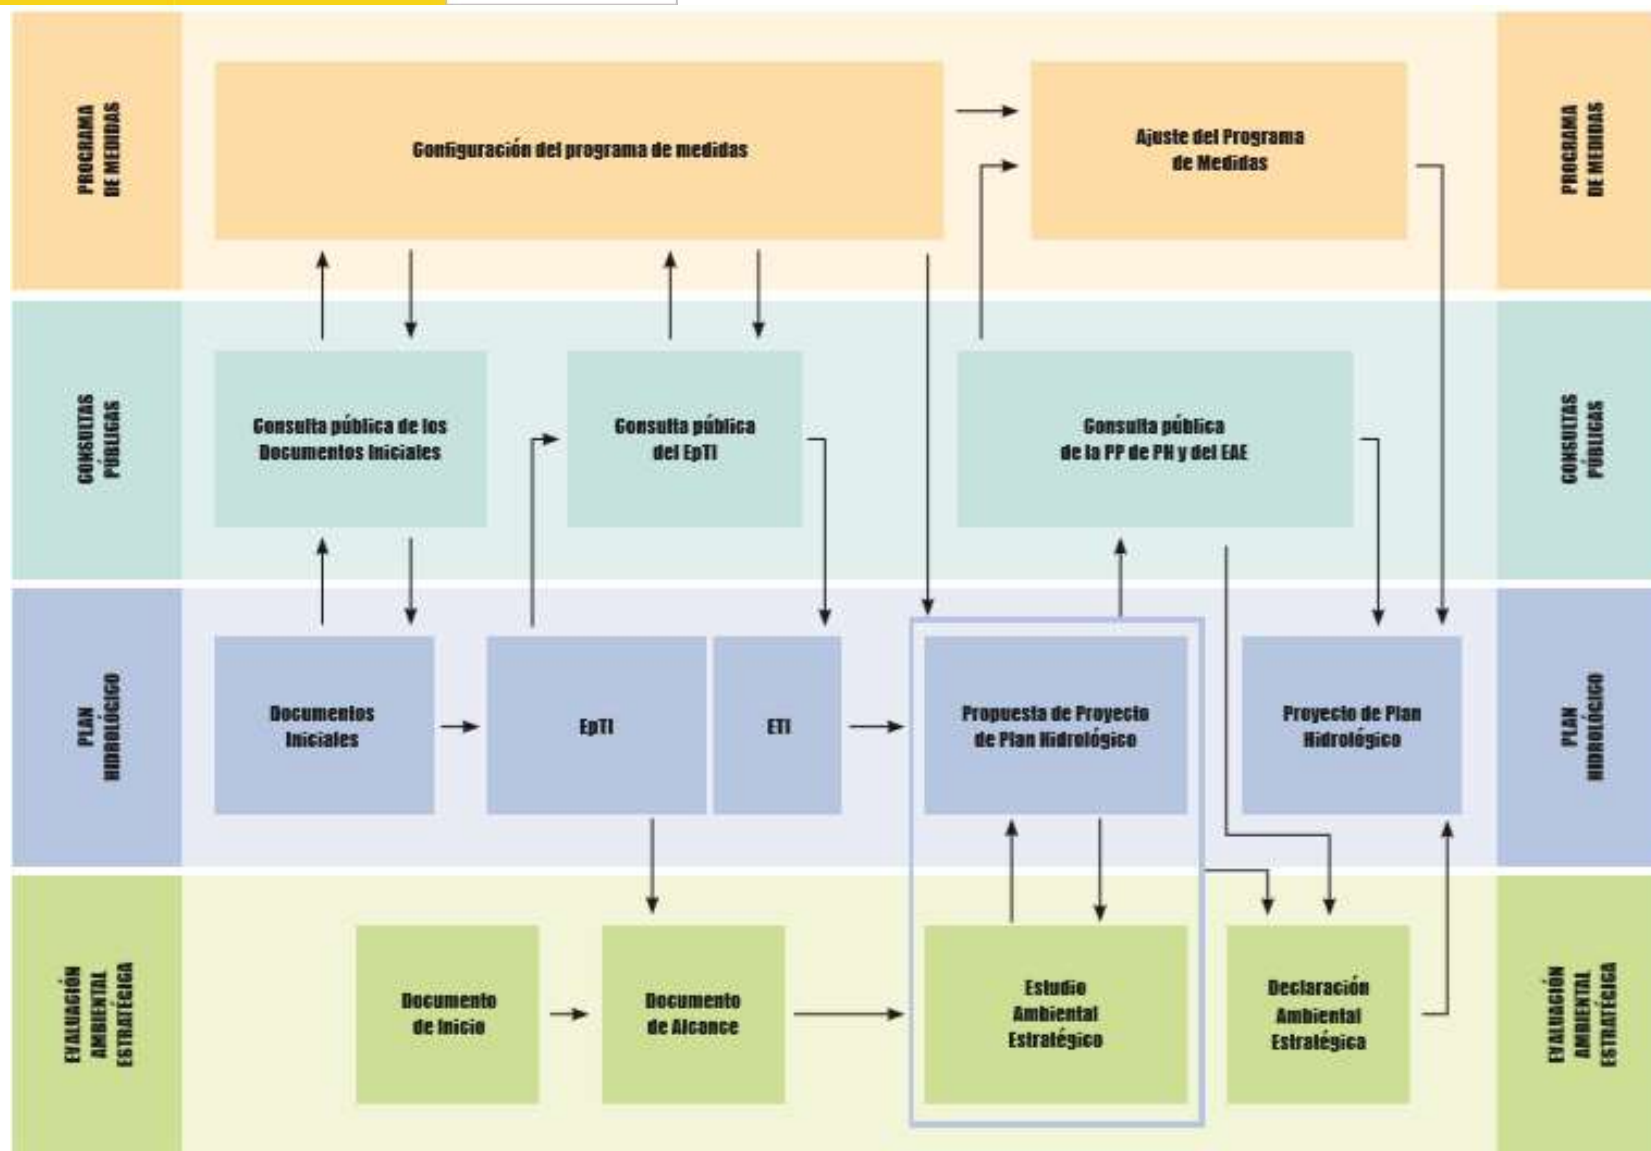 PROGRAMA
DE MEDIDAS
Configuración del programa de medidas
Ajuste del Programa
de Medidas
PROGRAMA
DE MEDIDAS
CONSULTAS
PÚBLICAS
Consulta pública de los
Documentos Iniciales
Consulta pública
del EpTI
Consulta pública
de la PP de PH y del EAE
CONSULTAS
PÚBLICAS
PLAN
HIDROLÓGICO
Documentos
Iniciales
EpTI
ETI
Propuesta de Proyecto
de Plan Hidrológico
Proyecto de Plan
Hidrológico
PLAN
HIDROLÓGICO
EVALUACIÓN
AMBIENTAL
ESTRATÉGICA
Documento
de Inicio
Documento
de Alcance
Estudio
Ambiental
Estratégico
Declaración
Ambiental
Estratégica
EVALUACIÓN
AMBIENTAL
ESTRATÉGICA